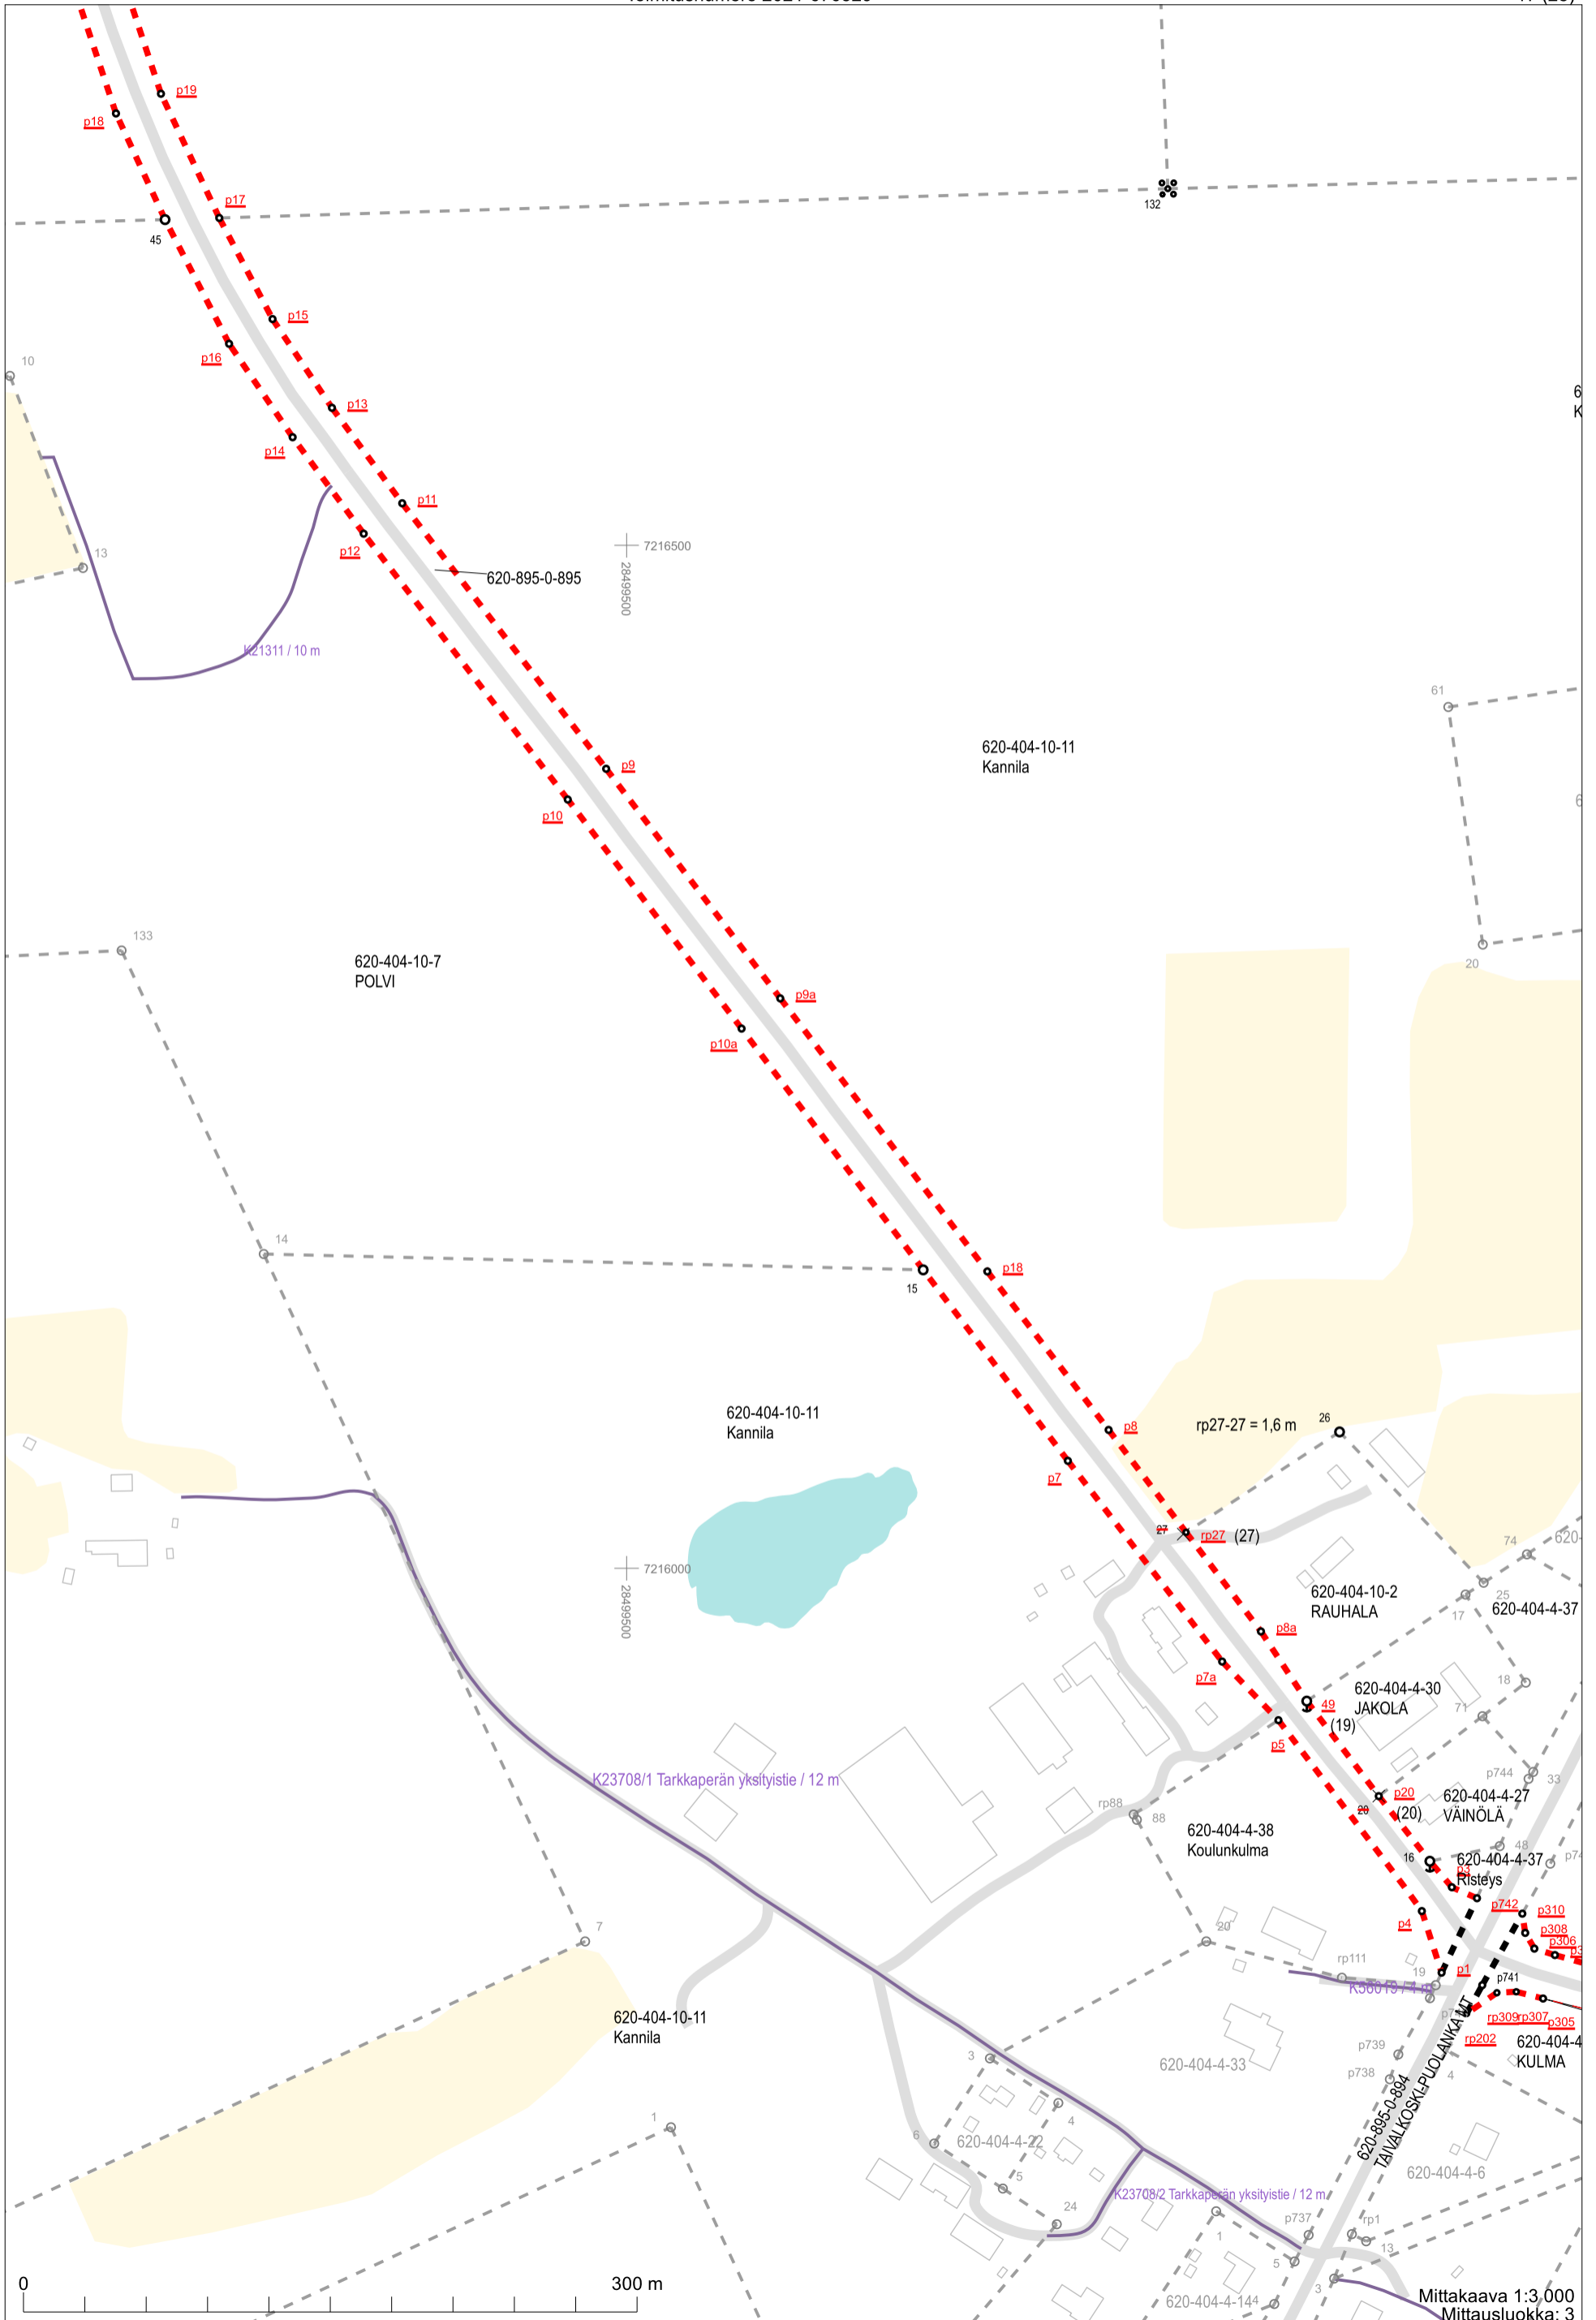 p19
p18
p17
132
45
p15
p16
10
p13
p14
p11
p12
7216500
28499500
13
620-895-0-895
K21311 / 10 m
61
620-404-10-11
Kannila
p9
p10
133
20
620-404-10-7
POLVI
p9a
p10a
14
p18
15
620-404-10-11
Kannila
rp27-27 = 1,6 m
26
p8
p7
27
rp27
(27)
74
7216000
28499500
620-404-10-2
RAUHALA
25
17
620-404-4-37
p8a
p7a
18
620-404-4-30
JAKOLA
49
(19)
71
p5
K23708/1 Tarkkaperän yksityistie / 12 m
p744
33
rp88
88
p20
20
(20)
620-404-4-27
VÄINÖLÄ
620-404-4-38
Koulunkulma
48
16
620-404-4-37
Risteys
p3
p742
p310
p4
p308
p306
7
20
rp111
19
p1
K56019 / 4 m
p741
rp309
rp307
p305
rp202
620-404-10-11
Kannila
KULMA
p739
p738
4
3
620-404-4-33
620-895-0-894
TAIVALKOSKI-PUOLANKA MT
1
4
6
620-404-4-22
620-404-4-6
5
K23708/2 Tarkkaperän yksityistie / 12 m
24
1
p737
rp1
13
5
3
0
300 m
620-404-4-144
Mittakaava 1:3 000
Mittausluokka: 3